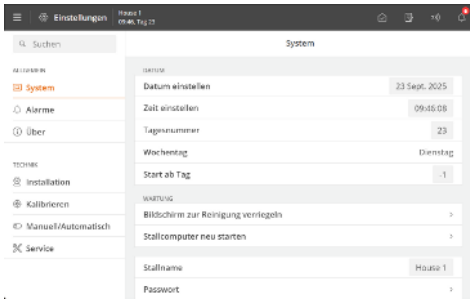 Einstellungen
House 1
09:46, Tag 23
Suchen
System
ALLGEMEIN
System
Alarme
Über
TECHNIK
Installation
Kalibrieren
Manuell/Automatisch
Service
DATUM
Datum einstellen 23 Sept. 2025
Zeit einstellen 09:46:08
Tagesnummer 23
Wochentag Dienstag
Start ab Tag -1
WARTUNG
Bildschirm zur Reinigung verriegeln
Stallcomputer neu starten
Stallname House 1
Passwort